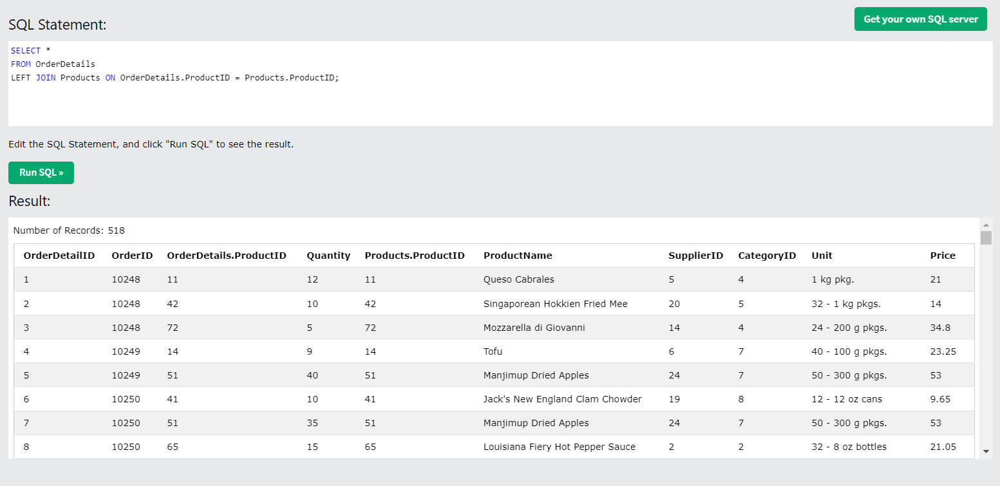 SQL Statement:
Get your own SQL server
SELECT *
FROM OrderDetails
LEFT JOIN Products ON OrderDetails.ProductID = Products.ProductID;
Edit the SQL Statement, and click "Run SQL" to see the result.
Run SQL »
Result:
Number of Records: 518
OrderDetailID OrderID OrderDetails.ProductID Quantity Products.ProductID ProductName SupplierID CategoryID Unit Price
1 10248 11 12 11 Queso Cabrales 5 4 1 kg pkg. 21
2 10248 42 10 42 Singaporean Hokkien Fried Mee 20 5 32 - 1 kg pkgs. 14
3 10248 72 5 72 Mozzarella di Giovanni 14 4 24 - 200 g pkgs. 34.8
4 10249 14 9 14 Tofu 6 7 40 - 100 g pkgs. 23.25
5 10249 51 40 51 Manjimup Dried Apples 24 7 50 - 300 g pkgs. 53
6 10250 41 10 41 Jack's New England Clam Chowder 19 8 12 - 12 oz cans 9.65
7 10250 51 35 51 Manjimup Dried Apples 24 7 50 - 300 g pkgs. 53
8 10250 65 15 65 Louisiana Fiery Hot Pepper Sauce 2 2 32 - 8 oz bottles 21.05